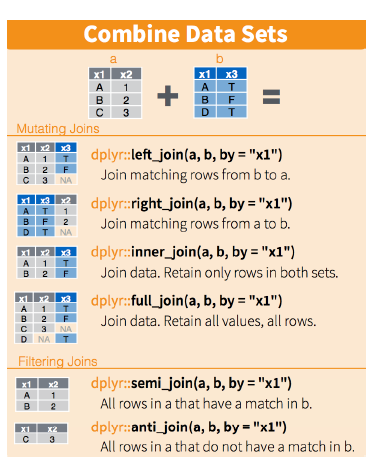 Combine Data Sets
a b
x1 x2 x1 x3
A 1 A T
B 2 + B F =
C 3 D T
Mutating Joins
x1 x2 x3
A 1 T
B 2 F
C 3 NA
dplyr::left_join(a, b, by = "x1")
Join matching rows from b to a.
x1 x3 x2
A T 1
B F 2
D T NA
dplyr::right_join(a, b, by = "x1")
Join matching rows from a to b.
x1 x2 x3
A 1 T
B 2 F
dplyr::inner_join(a, b, by = "x1")
Join data. Retain only rows in both sets.
x1 x2 x3
A 1 T
B 2 F
C 3 NA
D NA T
dplyr::full_join(a, b, by = "x1")
Join data. Retain all values, all rows.
Filtering Joins
x1 x2
A 1
B 2
dplyr::semi_join(a, b, by = "x1")
All rows in a that have a match in b.
x1 x2
C 3
dplyr::anti_join(a, b, by = "x1")
All rows in a that do not have a match in b.